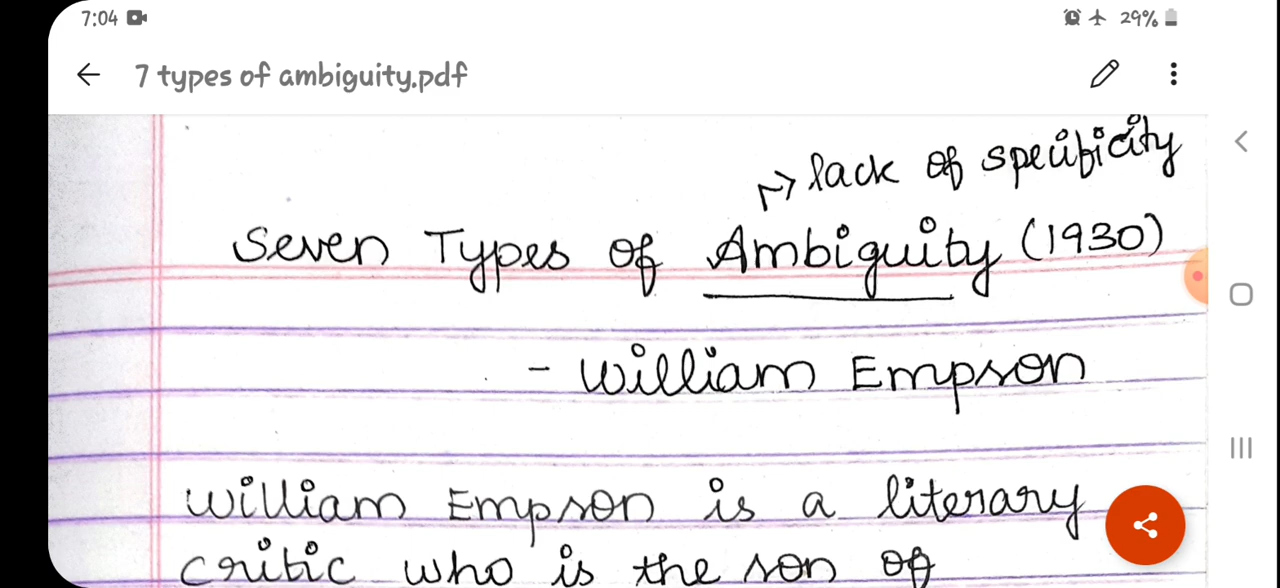 7:04 29%
7 types of ambiguity.pdf
lack of specificity
Seven Types of Ambiguity (1930)
- William Empson
William Empson is a literary
critic who is the son of